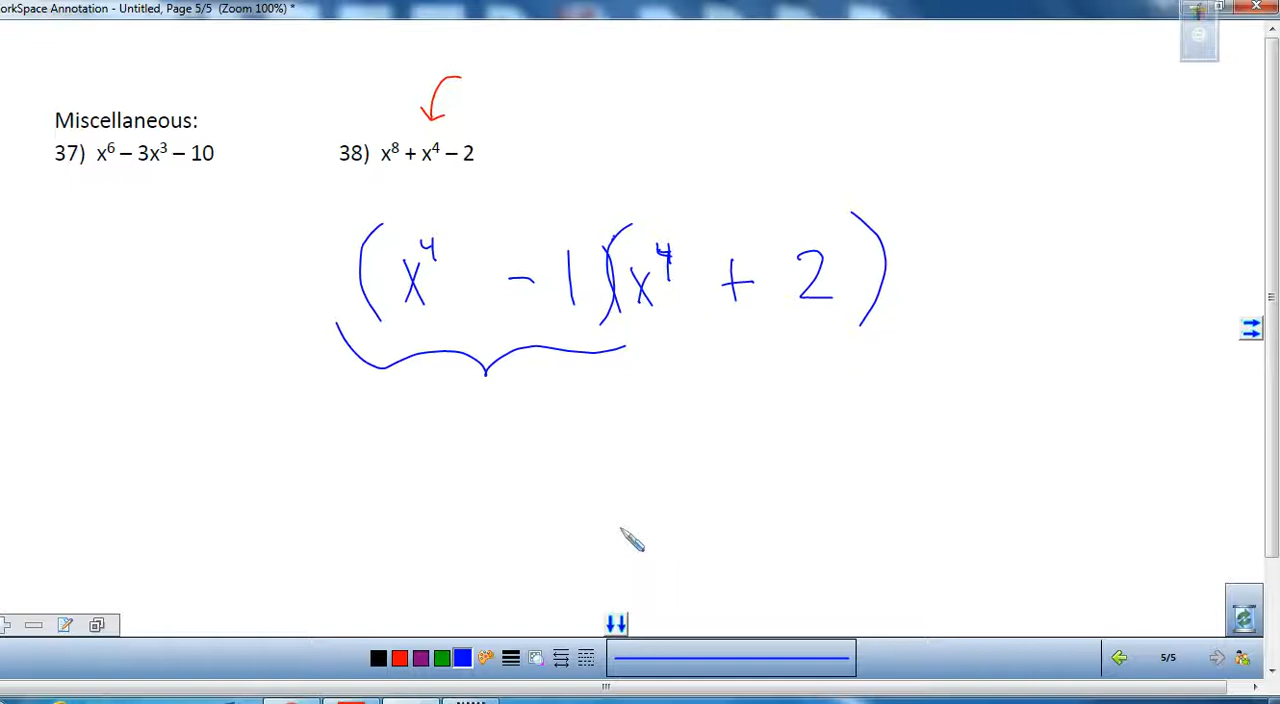 orkSpace Annotation - Untitled, Page 5/5 (Zoom 100%) *
Miscellaneous:
37) x⁶ – 3x³ – 10 38) x⁸ + x⁴ – 2
(x⁴ - 1)(x⁴ + 2)
5/5